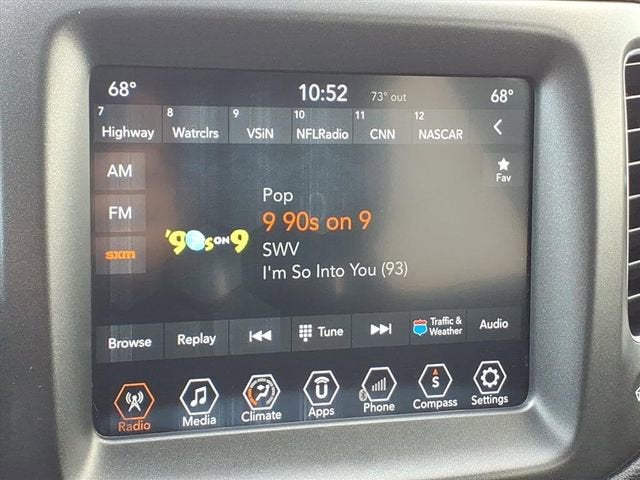 68° 10:52 73° out 68°
7 8 9 10 11 12
Highway Watrclrs VSiN NFLRadio CNN NASCAR
AM
FM
sxm
Fav
'90s ON 9
Pop
9 90s on 9
SWV
I'm So Into You (93)
Browse Replay Tune Traffic & Weather Audio
Radio Media Climate Apps Phone Compass Settings
S